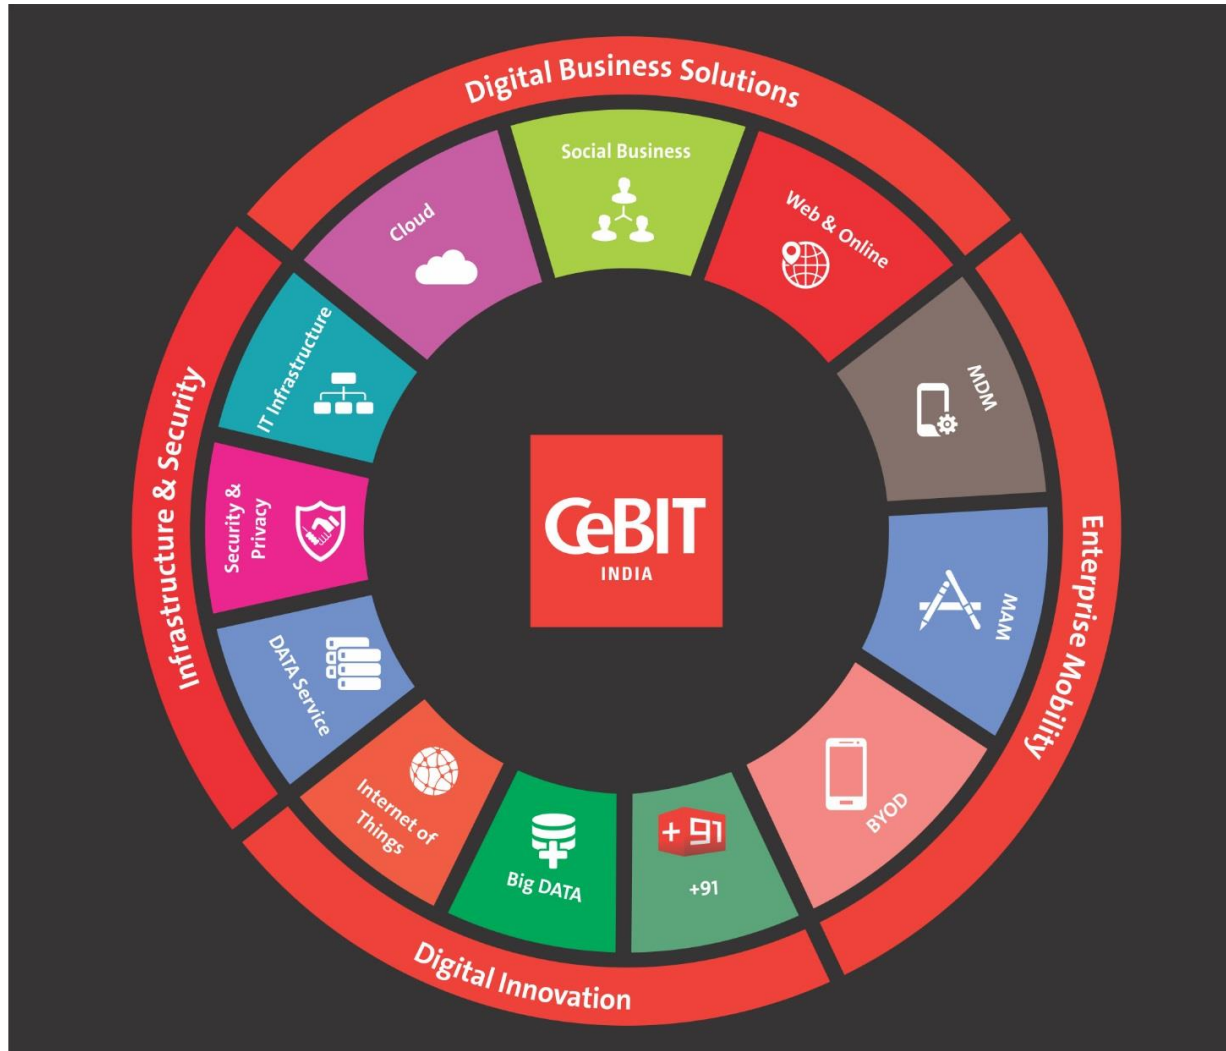 Digital Business Solutions
Cloud
Social Business
Web & Online
Enterprise Mobility
MDM
MAM
BYOD
Digital Innovation
+91
+91
Big DATA
Internet of
Things
Infrastructure & Security
DATA Service
Security &
Privacy
IT Infrastructure
CeBIT
INDIA